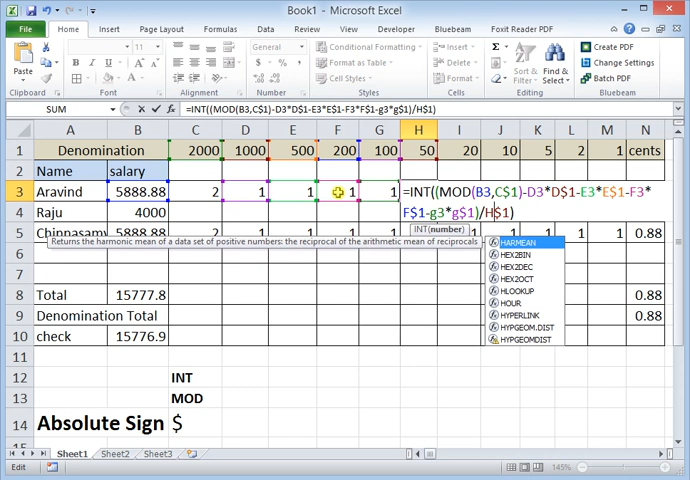 Book1 - Microsoft Excel
File Home Insert Page Layout Formulas Data Review View Developer Bluebeam Foxit Reader PDF
Paste
B I U
11
A A
Clipboard Font Alignment Number Styles Cells Editing Bluebeam
General
$ % ,
Conditional Formatting
Format as Table
Cell Styles
Insert
Delete
Format
Sort & Filter
Find & Select
Create PDF
Change Settings
Batch PDF
SUM fx =INT((MOD(B3,C$1)-D3*D$1-E3*E$1-F3*F$1-g3*g$1)/H$1)
A B C D E F G H I J K L M N
1 Denomination 2000 1000 500 200 100 50 20 10 5 2 1 cents
2 Name salary
3 Aravind 5888.88 2 1 1 1 1 =INT((MOD(B3,C$1)-D3*D$1-E3*E$1-F3*
4 Raju 4000 F$1-g3*g$1)/H$1)
INT(number)
5 Chinnasamy 5888.88 1 1 1 1 1 1 1 1 1 0.88
Returns the harmonic mean of a data set of positive numbers: the reciprocal of the arithmetic mean of reciprocals
HARMEAN
HEX2BIN
HEX2DEC
HEX2OCT
HLOOKUP
HOUR
HYPERLINK
HYPGEOM.DIST
HYPGEOMDIST
6
7
8 Total 15777.8 0.88
9 Denomination Total 0.88
10 check 15776.9
11
12 INT
13 MOD
14 Absolute Sign $
Sheet1 Sheet2 Sheet3
Edit 145%